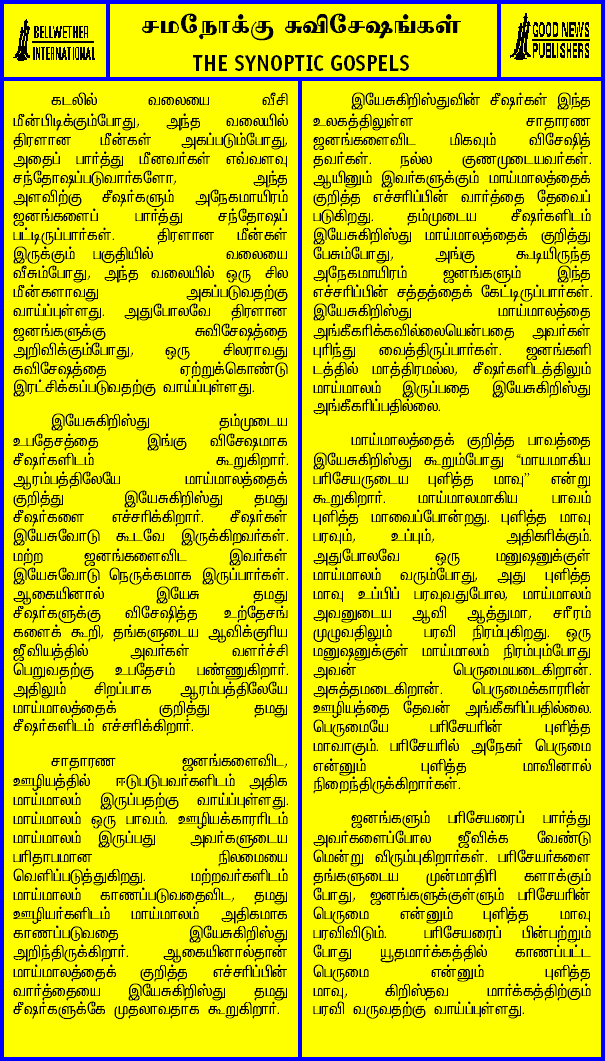 BELLWETHER
INTERNATIONAL
சமநோக்கு சுவிசேஷங்கள்
THE SYNOPTIC GOSPELS
GOOD NEWS
PUBLISHERS
கடலில் வலையை வீசி
மீன்பிடிக்கும்போது, அந்த வலையில்
திரளான மீன்கள் அகப்படும்போது,
அதைப் பார்த்து மீனவர்கள் எவ்வளவு
சந்தோஷப்படுவார்களோ, அந்த
அளவிற்கு சீஷர்களும் அநேகமாயிரம்
ஜனங்களைப் பார்த்து சந்தோஷப்
பட்டிருப்பார்கள். திரளான மீன்கள்
இருக்கும் பகுதியில் வலையை
வீசும்போது, அந்த வலையில் ஒரு சில
மீன்களாவது அகப்படுவதற்கு
வாய்ப்புள்ளது. அதுபோலவே திரளான
ஜனங்களுக்கு சுவிசேஷத்தை
அறிவிக்கும்போது, ஒரு சிலராவது
சுவிசேஷத்தை ஏற்றுக்கொண்டு
இரட்சிக்கப்படுவதற்கு வாய்ப்புள்ளது.
இயேசுகிறிஸ்து தம்முடைய
உபதேசத்தை இங்கு விசேஷமாக
சீஷர்களிடம் கூறுகிறார்.
ஆரம்பத்திலேயே மாய்மாலத்தைக்
குறித்து இயேசுகிறிஸ்து தமது
சீஷர்களை எச்சரிக்கிறார். சீஷர்கள்
இயேசுவோடு கூடவே இருக்கிறவர்கள்.
மற்ற ஜனங்களைவிட இவர்கள்
இயேசுவோடு நெருக்கமாக இருப்பார்கள்.
ஆகையினால் இயேசு தமது
சீஷர்களுக்கு விசேஷித்த உற்தேசங்
களைக் கூறி, தங்களுடைய ஆவிக்குரிய
ஜீவியத்தில் அவர்கள் வளர்ச்சி
பெறுவதற்கு உபதேசம் பண்ணுகிறார்.
அதிலும் சிறப்பாக ஆரம்பத்திலேயே
மாய்மாலத்தைக் குறித்து தமது
சீஷர்களிடம் எச்சரிக்கிறார்.
சாதாரண ஜனங்களைவிட,
ஊழியத்தில் ஈடுபடுபவர்களிடம் அதிக
மாய்மாலம் இருப்பதற்கு வாய்ப்புள்ளது.
மாய்மாலம் ஒரு பாவம். ஊழியக்காரரிடம்
மாய்மாலம் இருப்பது அவர்களுடைய
பரிதாபமான நிலமையை
வெளிப்படுத்துகிறது. மற்றவர்களிடம்
மாய்மாலம் காணப்படுவதைவிட, தமது
ஊழியர்களிடம் மாய்மாலம் அதிகமாக
காணப்படுவதை இயேசுகிறிஸ்து
அறிந்திருக்கிறார். ஆகையினால்தான்
மாய்மாலத்தைக் குறித்த எச்சரிப்பின்
வார்த்தையை இயேசுகிறிஸ்து தமது
சீஷர்களுக்கே முதலாவதாக கூறுகிறார்.
இயேசுகிறிஸ்துவின் சீஷர்கள் இந்த
உலகத்திலுள்ள சாதாரண
ஜனங்களைவிட மிகவும் விசேஷித்
தவர்கள். நல்ல குணமுடையவர்கள்.
ஆயினும் இவர்களுக்கும் மாய்மாலத்தைக்
குறித்த எச்சரிப்பின் வார்த்தை தேவைப்
படுகிறது. தம்முடைய சீஷர்களிடம்
இயேசுகிறிஸ்து மாய்மாலத்தைக் குறித்து
பேசும்போது, அங்கு கூடியிருந்த
அநேகமாயிரம் ஜனங்களும் இந்த
எச்சரிப்பின் சத்தத்தைக் கேட்டிருப்பார்கள்.
இயேசுகிறிஸ்து மாய்மாலத்தை
அங்கீகரிக்கவில்லையென்பதை அவர்கள்
புரிந்து வைத்திருப்பார்கள். ஜனங்களி
டத்தில் மாத்திரமல்ல, சீஷர்களிடத்திலும்
மாய்மாலம் இருப்பதை இயேசுகிறிஸ்து
அங்கீகரிப்பதில்லை.
மாய்மாலத்தைக் குறித்த பாவத்தை
இயேசுகிறிஸ்து கூறும்போது “மாயமாகிய
பரிசேயருடைய புளித்த மாவு” என்று
கூறுகிறார். மாய்மாலமாகிய பாவம்
புளித்த மாவைப்போன்றது. புளித்த மாவு
பரவும், உப்பும், அதிகரிக்கும்.
அதுபோலவே ஒரு மனுஷனுக்குள்
மாய்மாலம் வரும்போது, அது புளித்த
மாவு உப்பிப் பரவுவதுபோல, மாய்மாலம்
அவனுடைய ஆவி ஆத்துமா, சரீரம்
முழுவதிலும் பரவி நிரம்புகிறது. ஒரு
மனுஷனுக்குள் மாய்மாலம் நிரம்பும்போது
அவன் பெருமையடைகிறான்.
அசுத்தமடைகிறான். பெருமைக்காரரின்
ஊழியத்தை தேவன் அங்கீகரிப்பதில்லை.
பெருமையே பரிசேயரின் புளித்த
மாவாகும். பரிசேயரில் அநேகர் பெருமை
என்னும் புளித்த மாவினால்
நிறைந்திருக்கிறார்கள்.
ஜனங்களும் பரிசேயரைப் பார்த்து
அவர்களைப்போல ஜீவிக்க வேண்டு
மென்று விரும்புகிறார்கள். பரிசேயர்களை
தங்களுடைய முன்மாதிரி களாக்கும்
போது, ஜனங்களுக்குள்ளும் பரிசேயரின்
பெருமை என்னும் புளித்த மாவு
பரவிவிடும். பரிசேயரைப் பின்பற்றும்
போது யூதமார்க்கத்தில் காணப்பட்ட
பெருமை என்னும் புளித்த
மாவு, கிறிஸ்தவ மார்க்கத்திற்கும்
பரவி வருவதற்கு வாய்ப்புள்ளது.